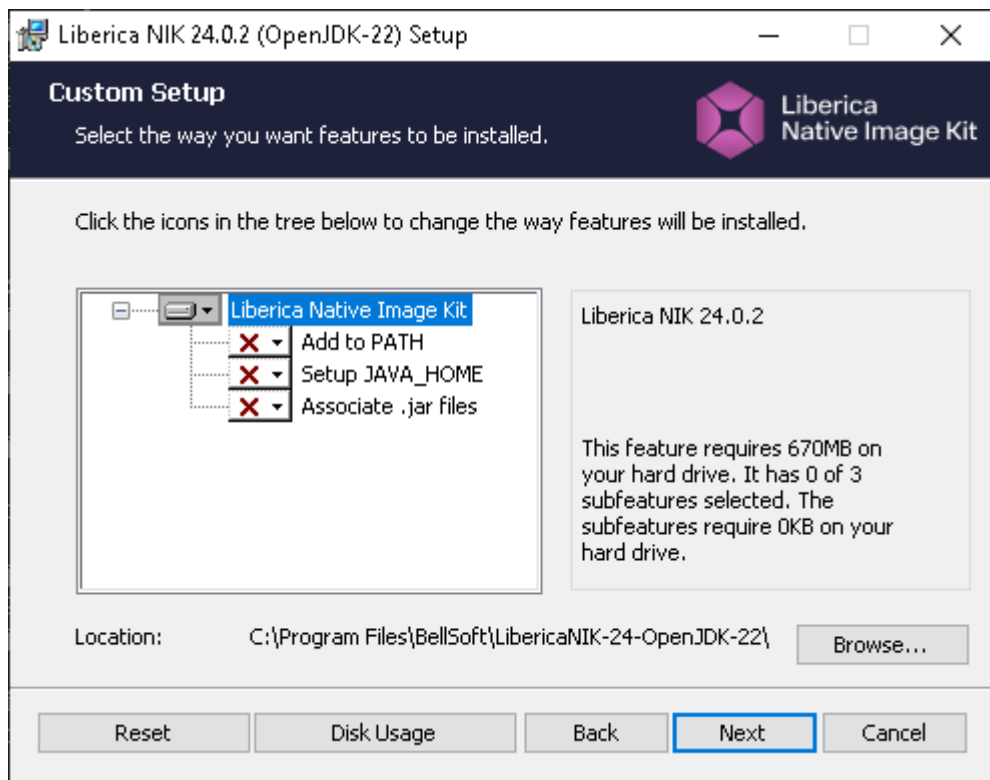 Liberica NIK 24.0.2 (OpenJDK-22) Setup
Custom Setup
Select the way you want features to be installed.
Liberica
Native Image Kit
Click the icons in the tree below to change the way features will be installed.
Liberica Native Image Kit
Add to PATH
Setup JAVA_HOME
Associate .jar files
Liberica NIK 24.0.2
This feature requires 670MB on
your hard drive. It has 0 of 3
subfeatures selected. The
subfeatures require 0KB on your
hard drive.
Location:
C:\Program Files\BellSoft\LibericaNIK-24-OpenJDK-22\
Browse...
Reset
Disk Usage
Back
Next
Cancel